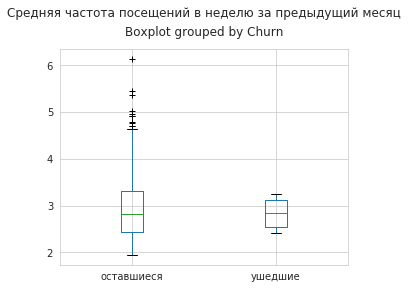 Средняя частота посещений в неделю за предыдущий месяц
Boxplot grouped by Churn
6
5
4
3
2
оставшиеся
ушедшие